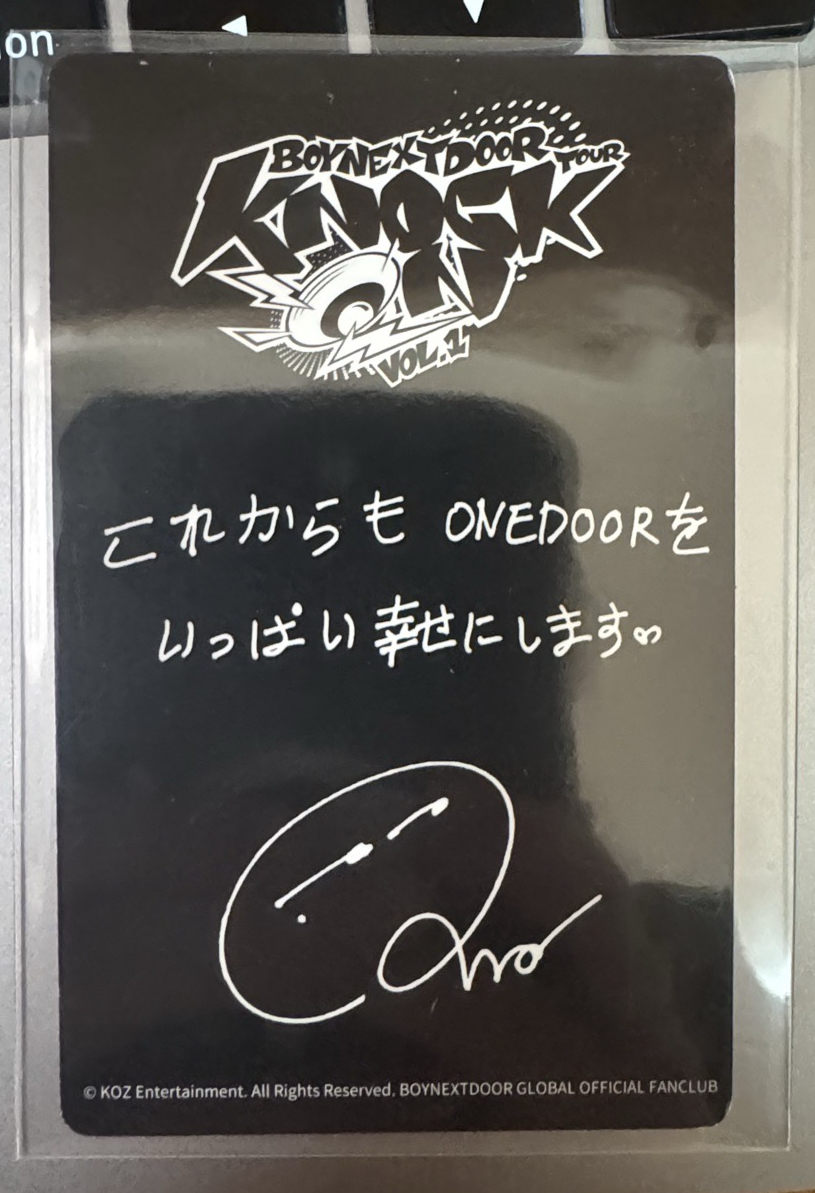 on
BOYNEXTDOOR TOUR
KNOCK
ON
VOL.1
これからも ONEDOORを
いっぱい 幸せにします
© KOZ Entertainment. All Rights Reserved. BOYNEXTDOOR GLOBAL OFFICIAL FANCLUB